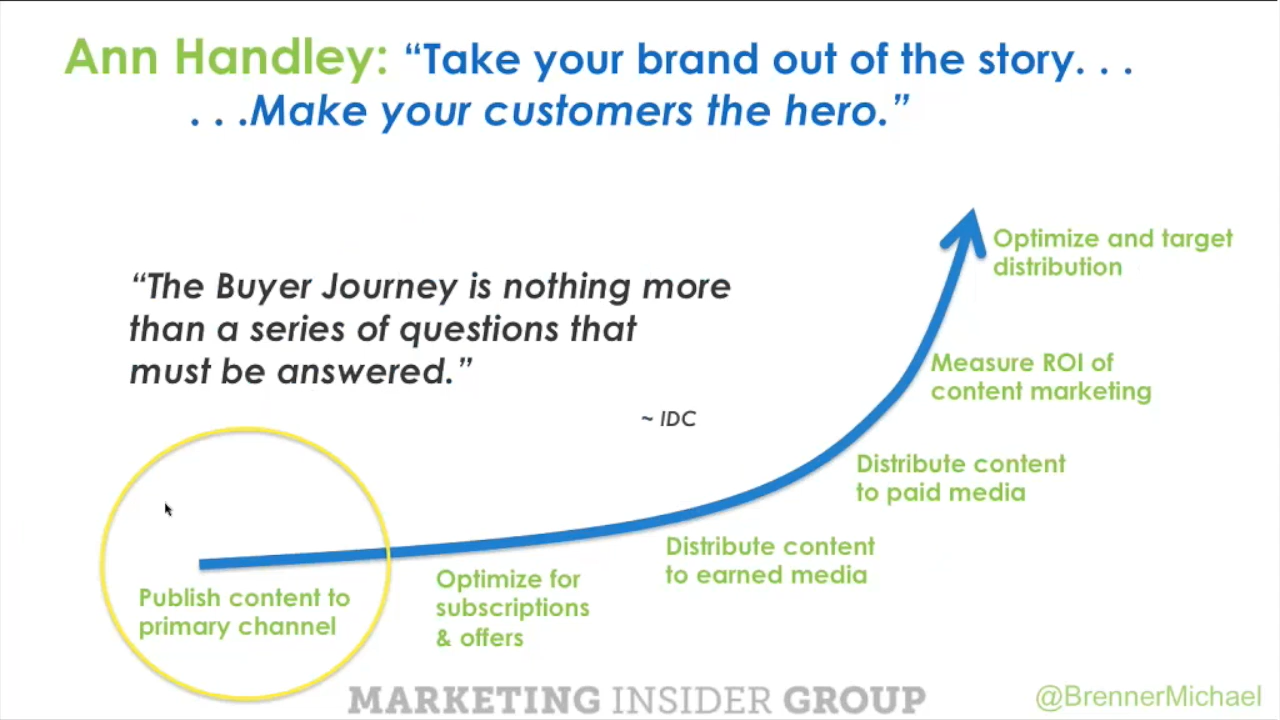 Ann Handley: “Take your brand out of the story. . .
. . .Make your customers the hero.”
“The Buyer Journey is nothing more
than a series of questions that
must be answered.”
~ IDC
Optimize and target
distribution
Measure ROI of
content marketing
Distribute content
to paid media
Distribute content
to earned media
Optimize for
subscriptions
& offers
Publish content to
primary channel
MARKETING INSIDER GROUP
@BrennerMichael